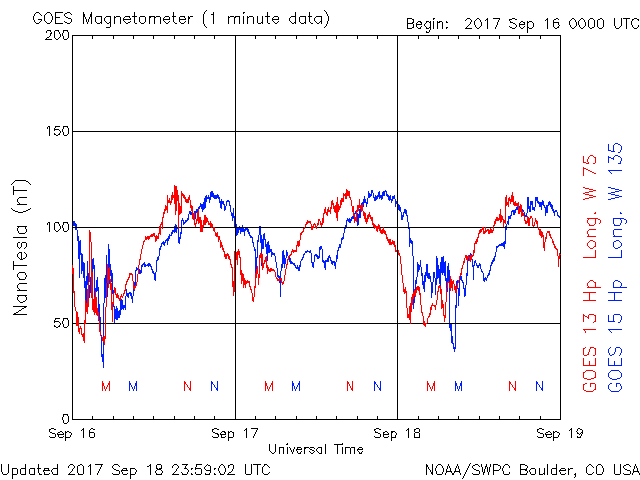 GOES Magnetometer (1 minute data)
Begin: 2017 Sep 16 0000 UTC
200
150
100
50
0
NanoTesla (nT)
M M N N M M N N M M N N
Sep 16 Sep 17 Sep 18 Sep 19
Universal Time
GOES 13 Hp Long. W 75
GOES 15 Hp Long. W 135
Updated 2017 Sep 18 23:59:02 UTC
NOAA/SWPC Boulder, CO USA